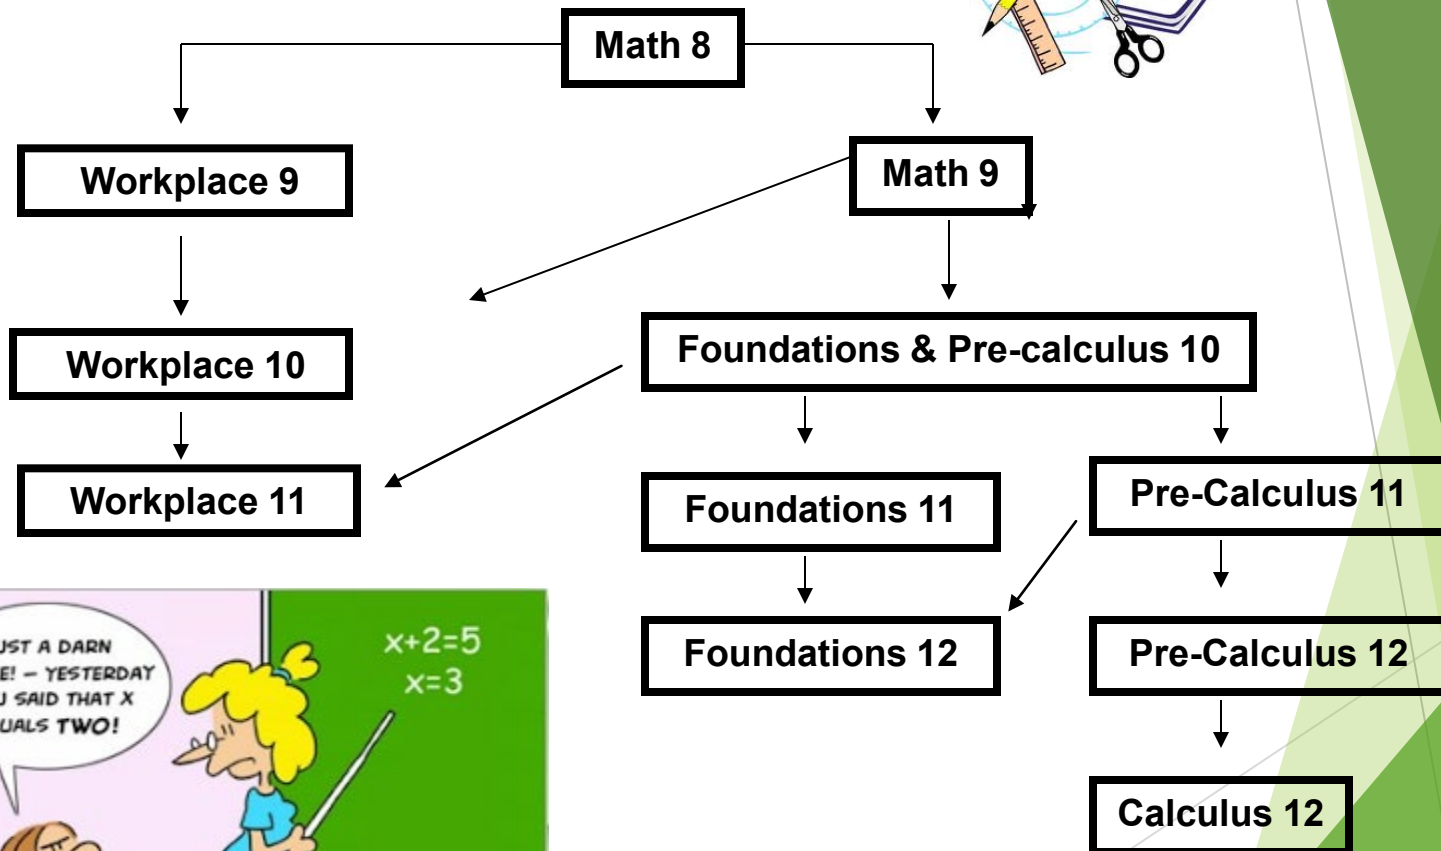 Math 8
Workplace 9
Math 9
Workplace 10
Foundations & Pre-calculus 10
Workplace 11
Foundations 11
Pre-Calculus 11
Foundations 12
Pre-Calculus 12
Calculus 12
A DARN
– YESTERDAY
SAID THAT X
TWO!
x+2=5
x=3